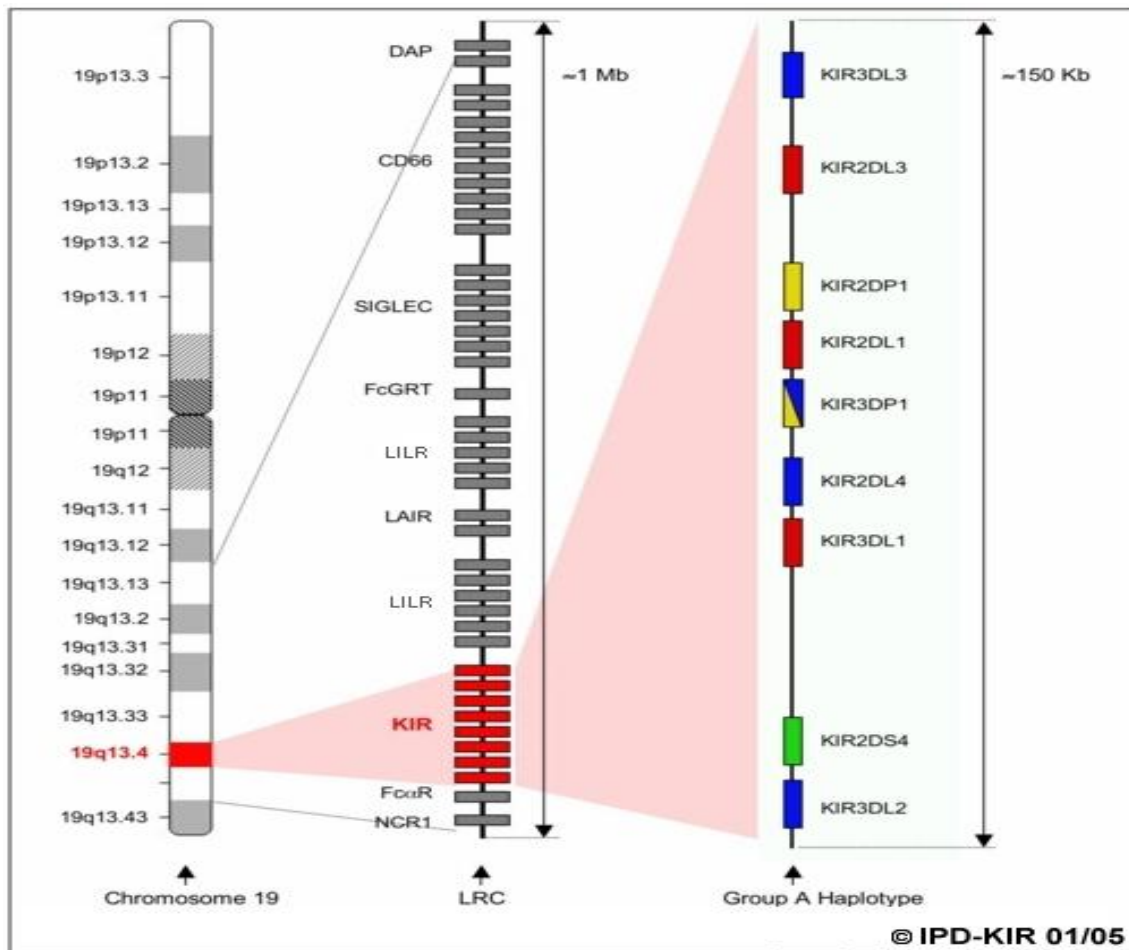 19p13.3
19p13.2
19p13.13
19p13.12
19p13.11
19p12
19p11
19p11
19q12
19q13.11
19q13.12
19q13.13
19q13.2
19q13.31
19q13.32
19q13.33
19q13.4
19q13.43
Chromosome 19
DAP
CD66
SIGLEC
FcGRT
LILR
LAIR
LILR
KIR
FcαR
NCR1
LRC
~1 Mb
KIR3DL3
KIR2DL3
KIR2DP1
KIR2DL1
KIR3DP1
KIR2DL4
KIR3DL1
KIR2DS4
KIR3DL2
Group A Haplotype
~150 Kb
© IPD-KIR 01/05